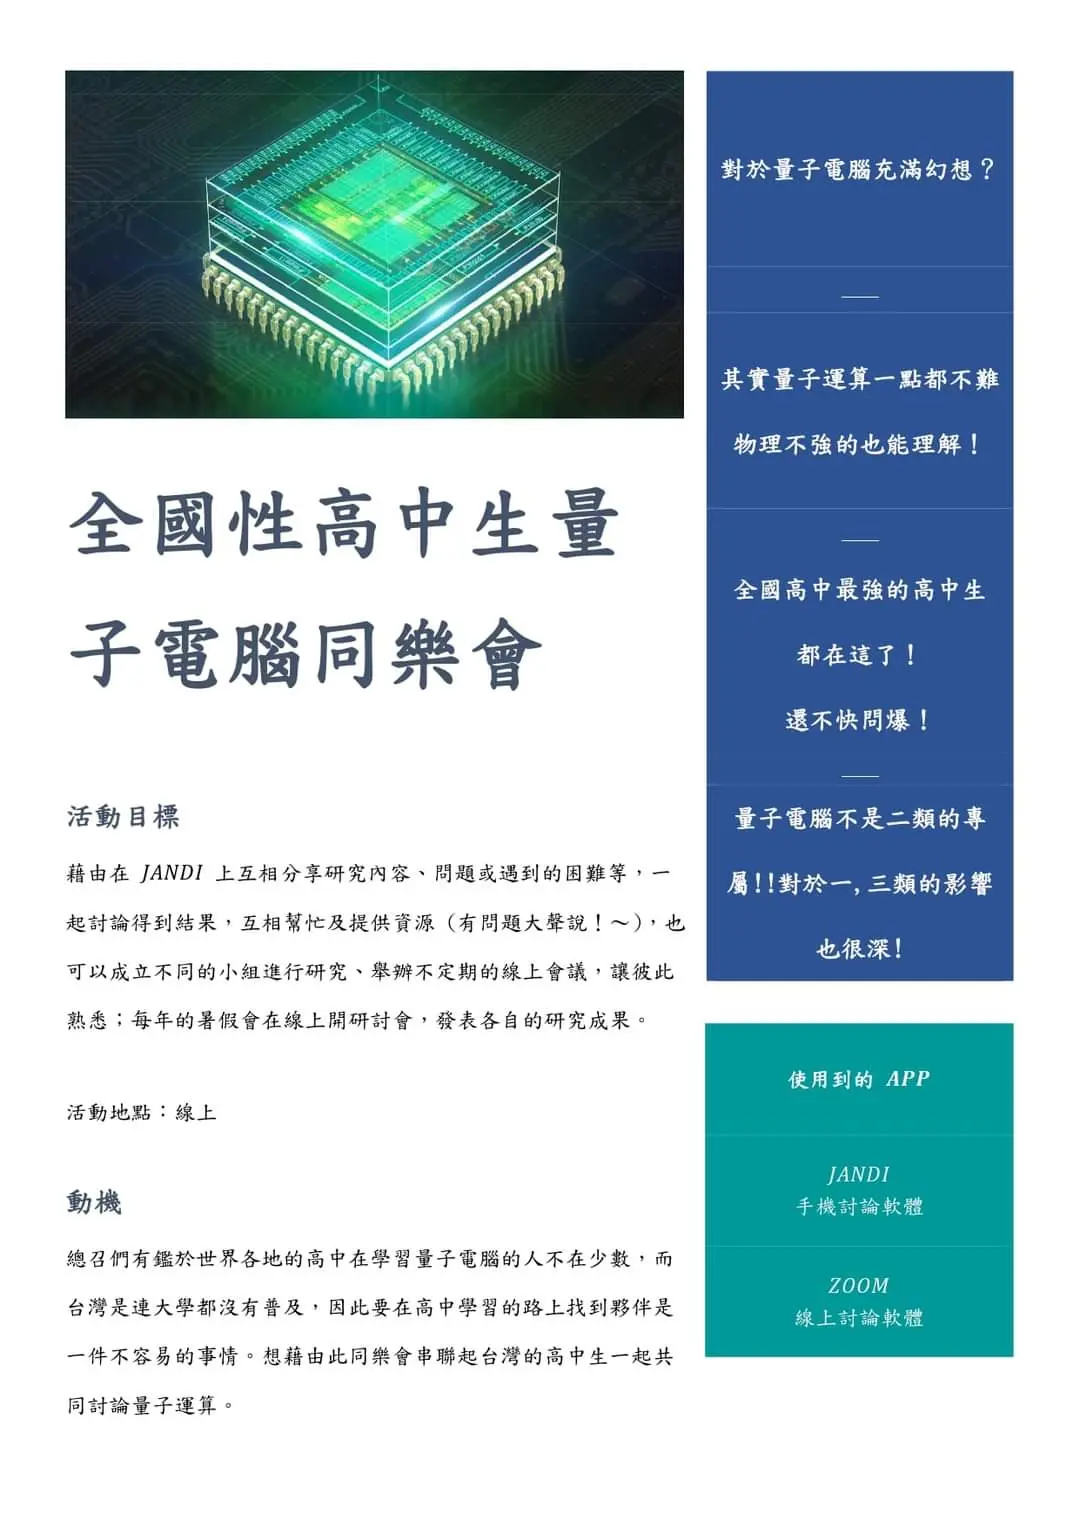 全國性高中生量
子電腦同樂會
活動目標
藉由在 JANDI 上互相分享研究內容、問題或遇到的困難等，一
起討論得到結果，互相幫忙及提供資源（有問題大聲說！～），也
可以成立不同的小組進行研究、舉辦不定期的線上會議，讓彼此
熟悉；每年的暑假會在線上開研討會，發表各自的研究成果。
活動地點：線上
動機
總召們有鑑於世界各地的高中在學習量子電腦的人不在少數，而
台灣是連大學都沒有普及，因此要在高中學習的路上找到夥伴是
一件不容易的事情。想藉由此同樂會串聯起台灣的高中生一起共
同討論量子運算。
對於量子電腦充滿幻想？
其實量子運算一點都不難
物理不強的也能理解！
全國高中最強的高中生
都在這了！
還不快問爆！
量子電腦不是二類的專
屬!!對於一,三類的影響
也很深!
使用到的 APP
JANDI
手機討論軟體
ZOOM
線上討論軟體